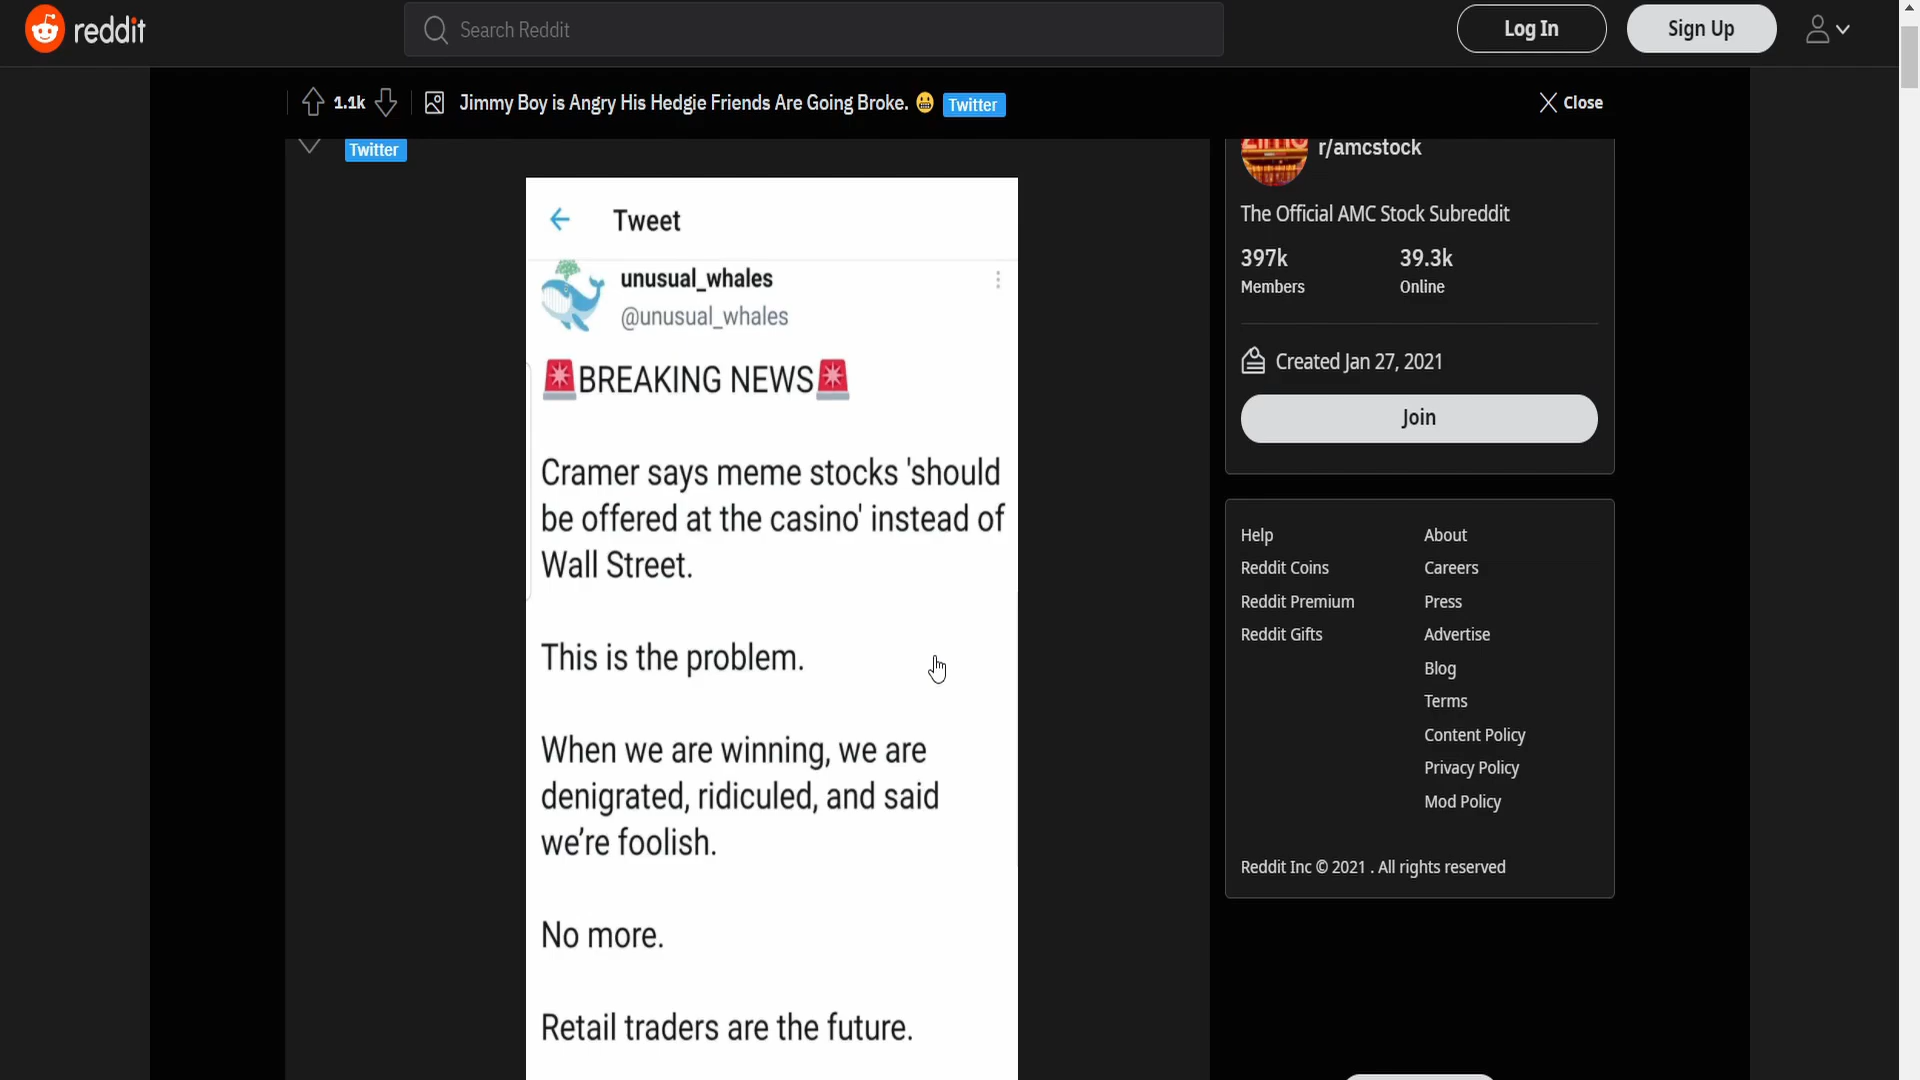 reddit
Search Reddit
Log In
Sign Up
1.1k
Jimmy Boy is Angry His Hedgie Friends Are Going Broke. 😀 Twitter
Close
Twitter
Tweet
unusual_whales
@unusual_whales
🚨BREAKING NEWS🚨
Cramer says meme stocks 'should
be offered at the casino' instead of
Wall Street.
This is the problem.
When we are winning, we are
denigrated, ridiculed, and said
we're foolish.
No more.
Retail traders are the future.
r/amcstock
The Official AMC Stock Subreddit
397k
39.3k
Members
Online
Created Jan 27, 2021
Join
Help
About
Reddit Coins
Careers
Reddit Premium
Press
Reddit Gifts
Advertise
Blog
Terms
Content Policy
Privacy Policy
Mod Policy
Reddit Inc © 2021 . All rights reserved